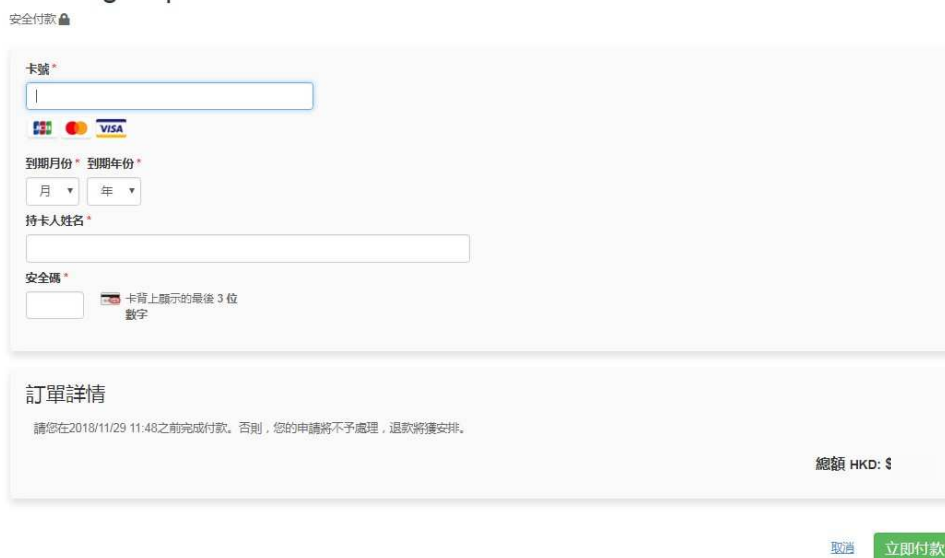 安全付款
卡號*
JCB VISA
到期月份* 到期年份*
月 年
持卡人姓名*
安全碼*
卡背上顯示的最後 3 位
數字
訂單詳情
請您在2018/11/29 11:48之前完成付款。否則，您的申請將不予處理，退款將獲安排。
總額 HKD: $
取消 立即付款